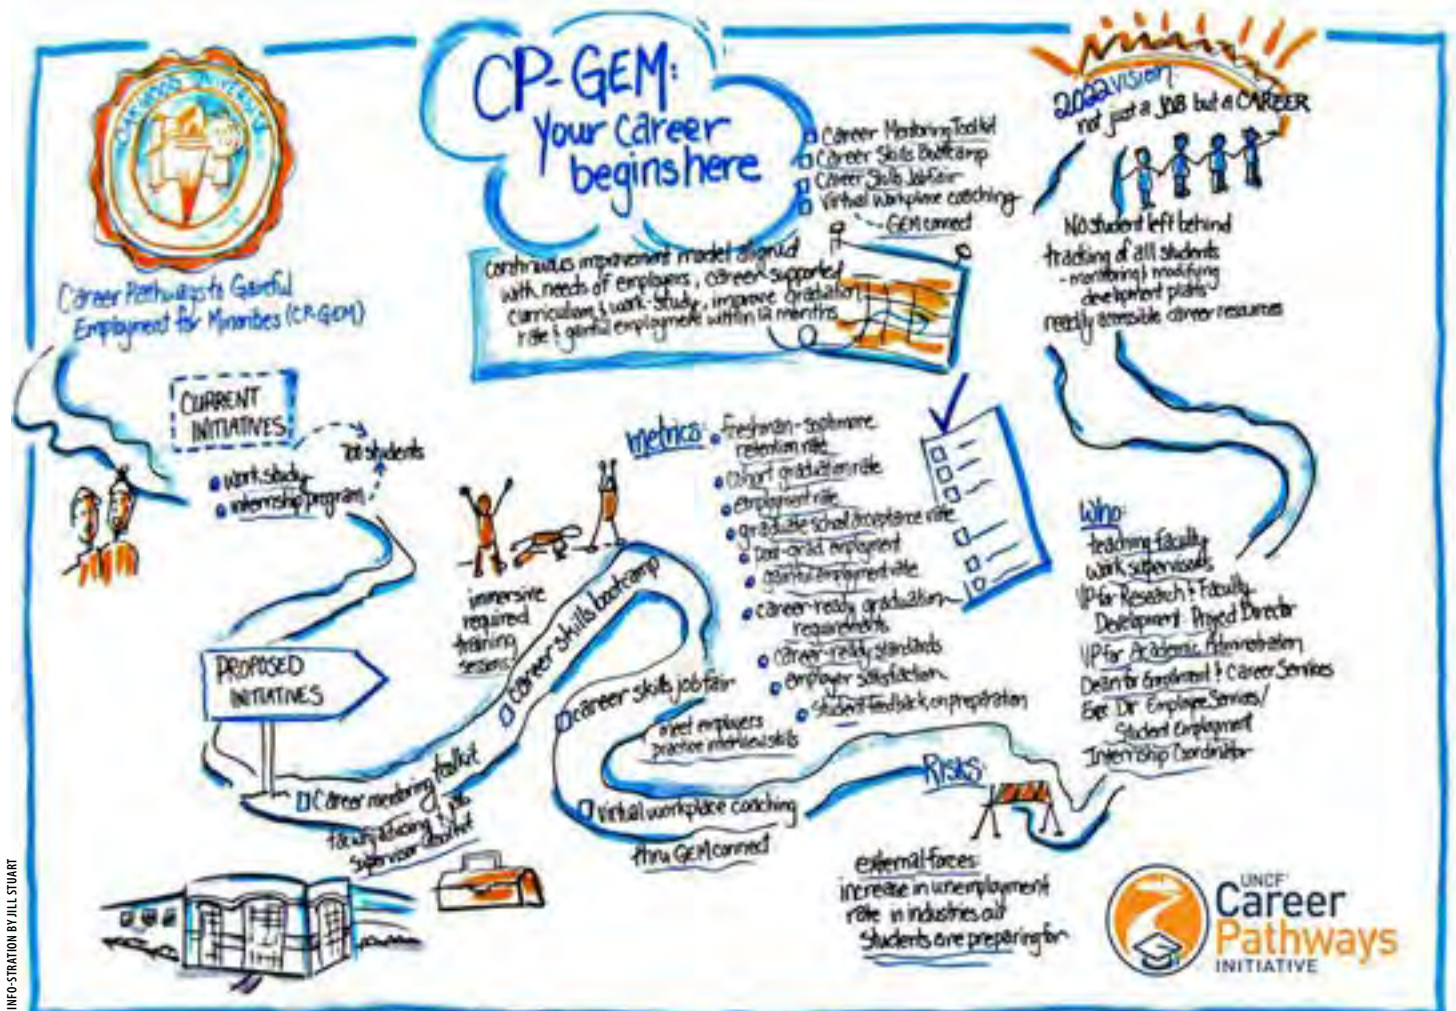 OAKWOOD UNIVERSITY
Career Pathways to Gainful
Employment for Minorities (CP-GEM)
CP-GEM:
Your Career
begins here
Career Mentoring Toolkit
Career Skills Bootcamp
Career Skills Job Fair
Virtual Workplace coaching
GEM connect
continuous improvement model aligned
with needs of employers, career-supported
curriculum & work-study, improve graduation
rate & gainful employment within 12 months
2022 vision:
not just a JOB but a CAREER
No student left behind
tracking of all students
- monitoring & modifying
development plans
readily accessible career resources
CURRENT
INITIATIVES
students
work study
internship program
PROPOSED
INITIATIVES
Career mentoring toolkit
faculty advising & job
supervisor
immersive
required
training
sessions
career skills bootcamp
career skills job fair
meet employers
practice interview skills
virtual workplace coaching
thru GEM connect
Metrics:
freshman-sophmore
retention rate
cohort graduation rate
employment rate
graduate school acceptance rate
post-grad employment
gainful employment rate
career-ready graduation
requirements
career-ready standards
employer satisfaction
student feedback on preparation
Who:
teaching faculty
work supervisors
VP for Research & Faculty
Development: Project Director
VP for Academic Administration
Dean for Enrollment & Career Services
Exec Dir Employee Services/
Student Employment
Internship Coordinator
Risks:
external forces:
increase in unemployment
rate in industries our
students are preparing for
UNCF
Career
Pathways
INITIATIVE
INFO-STRATION BY JILL STUART